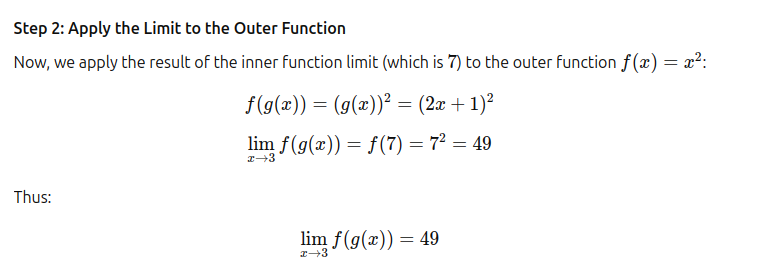 Step 2: Apply the Limit to the Outer Function
Now, we apply the result of the inner function limit (which is 7) to the outer function f(x) = x²:
f(g(x)) = (g(x))² = (2x + 1)²
lim x→3 f(g(x)) = f(7) = 7² = 49
Thus:
lim x→3 f(g(x)) = 49